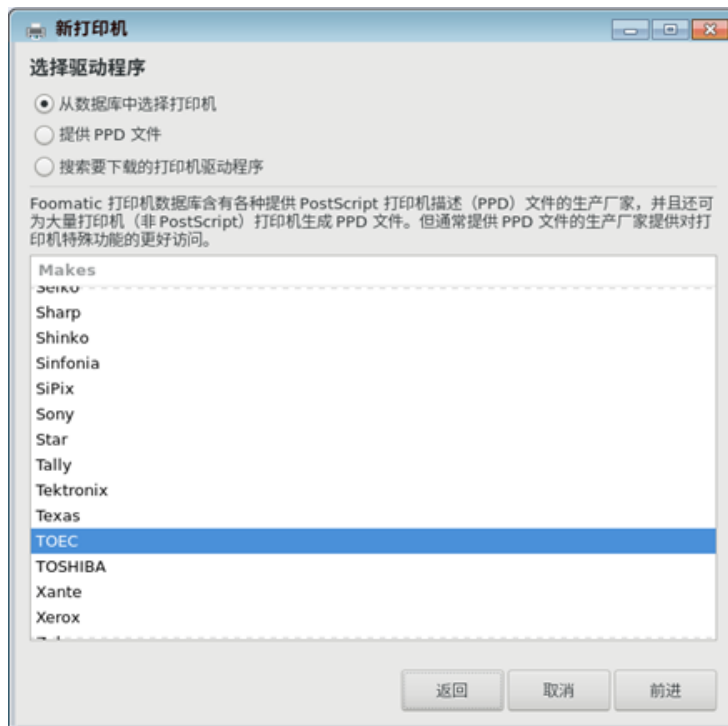 新打印机
选择驱动程序
从数据库中选择打印机
提供 PPD 文件
搜索要下载的打印机驱动程序
Foomatic 打印机数据库含有各种提供 PostScript 打印机描述（PPD）文件的生产厂家，并且还可
为大量打印机（非 PostScript）打印机生成 PPD 文件。但通常提供 PPD 文件的生产厂家提供对打
印机特殊功能的更好访问。
Makes
Seiko
Sharp
Shinko
Sinfonia
SiPix
Sony
Star
Tally
Tektronix
Texas
TOEC
TOSHIBA
Xante
Xerox
返回 取消 前进